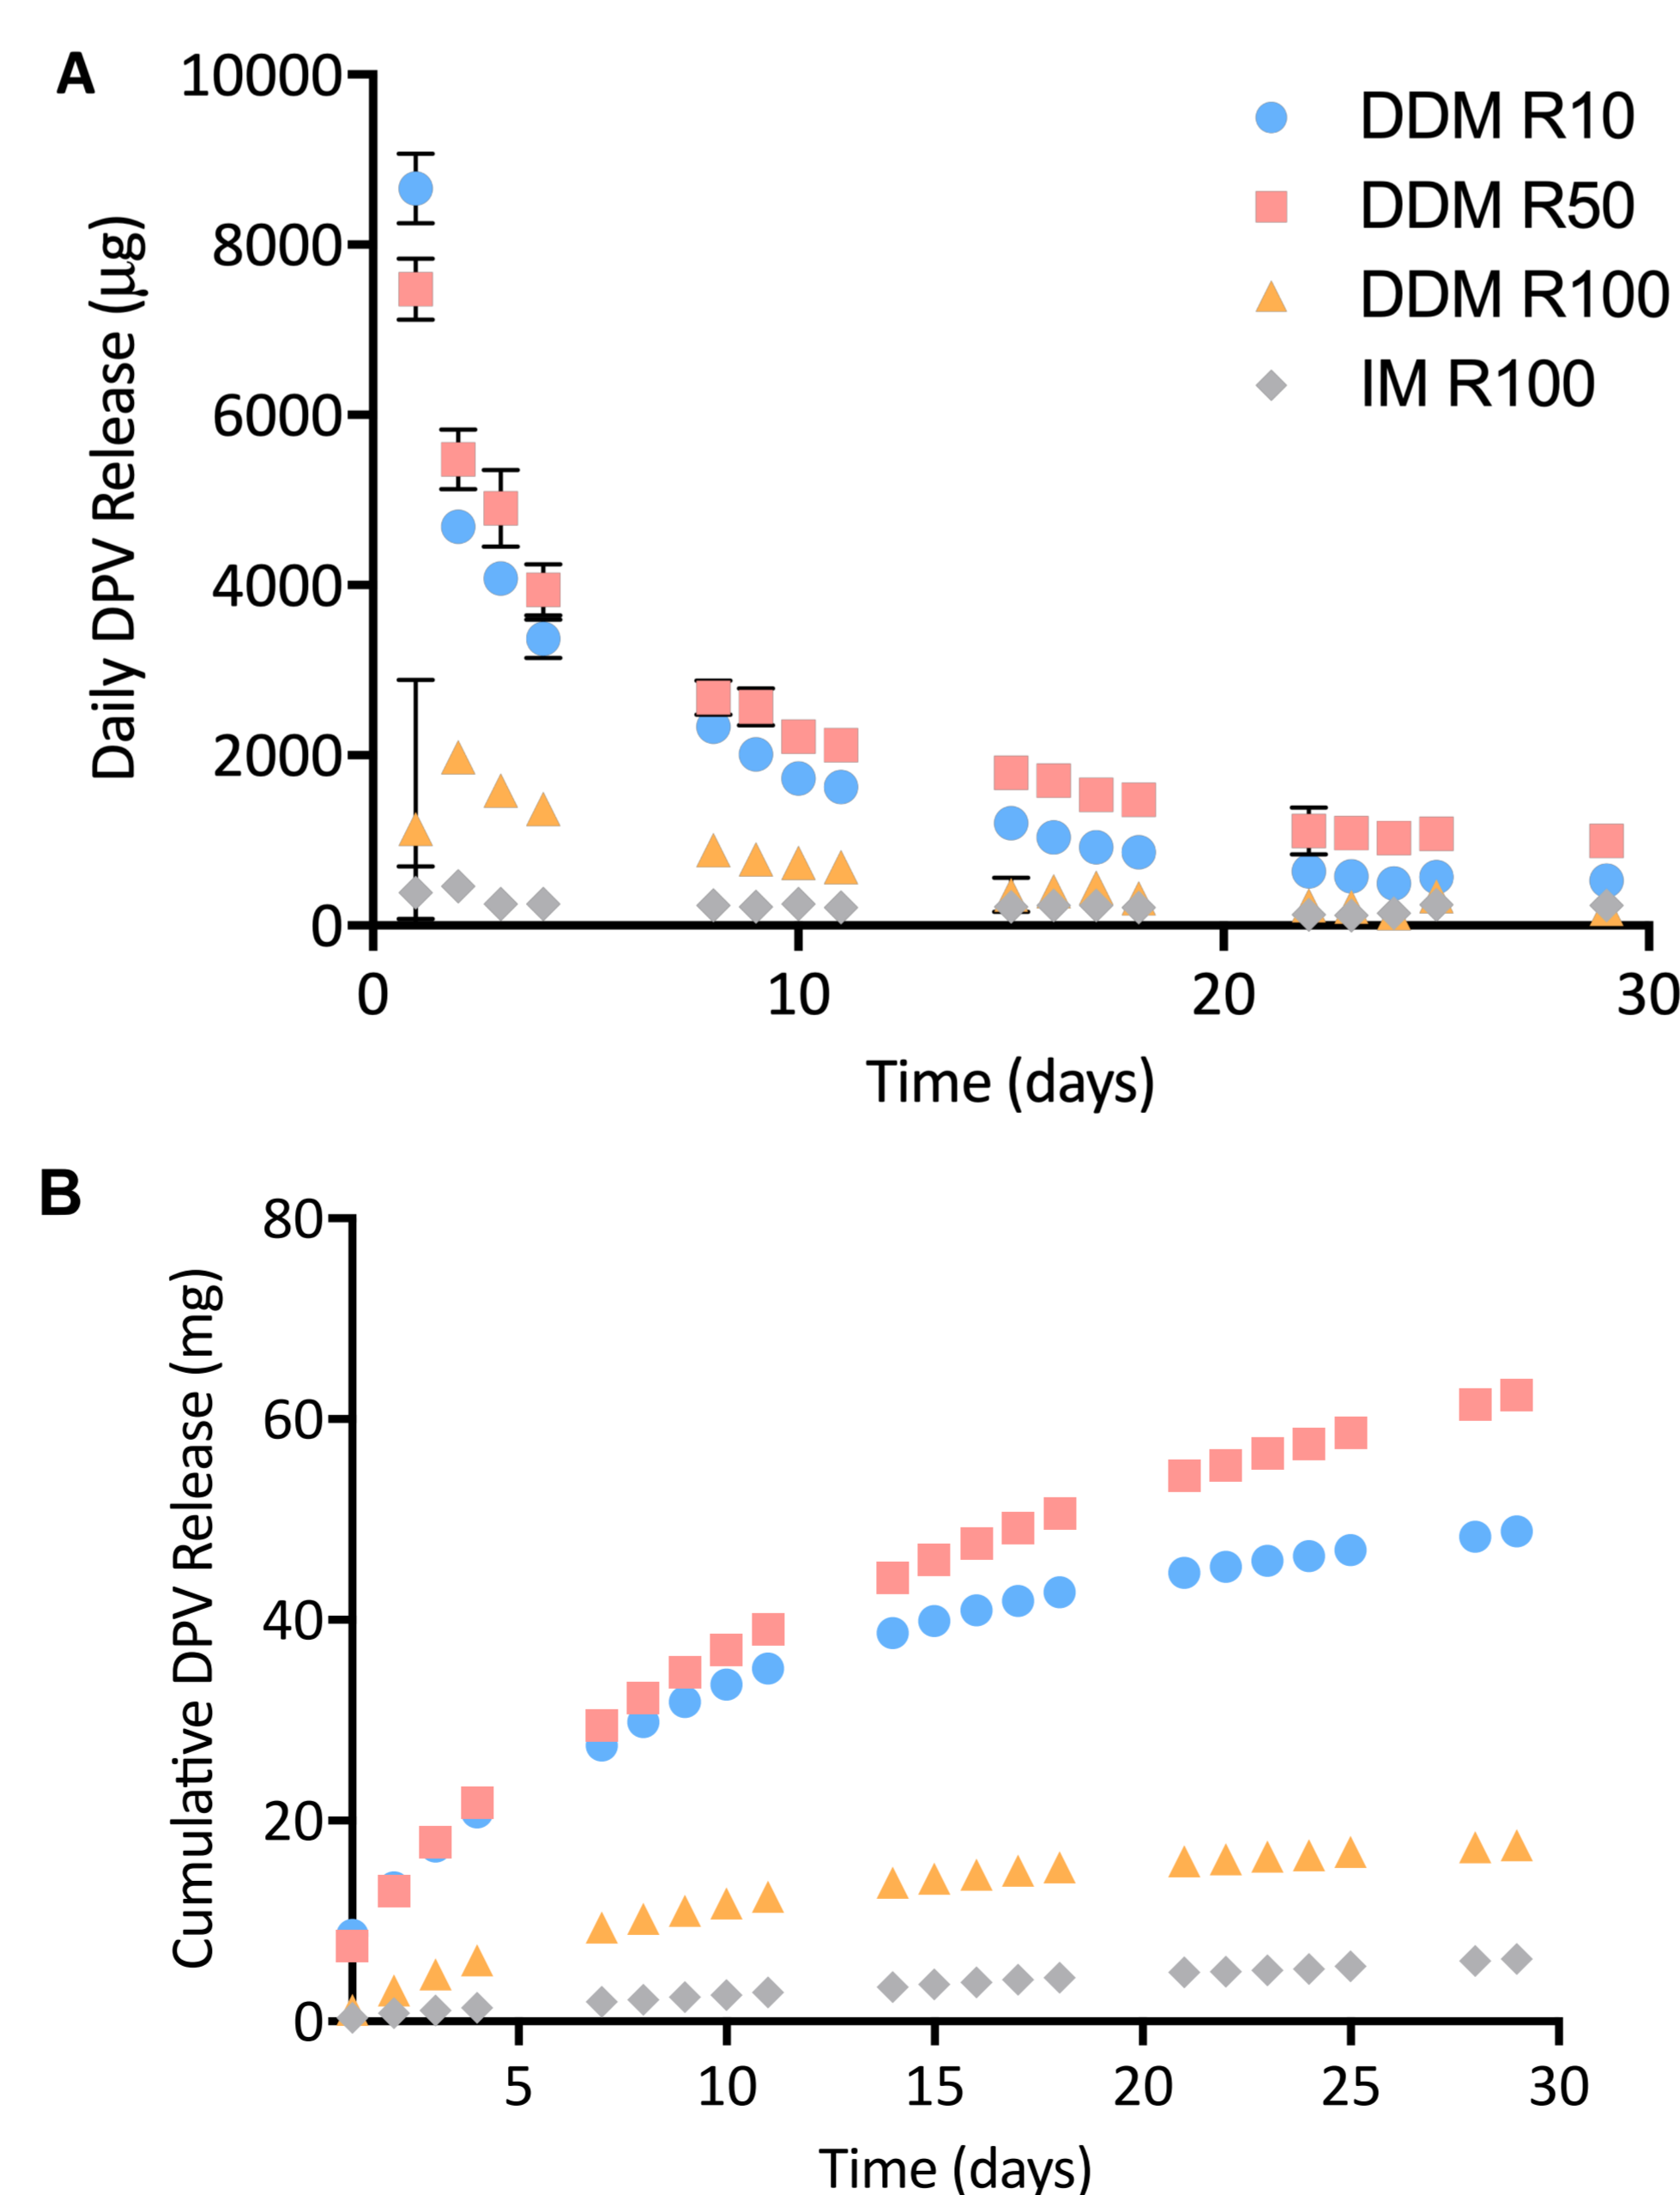 A
Daily DPV Release (µg)
10000
8000
6000
4000
2000
0
DDM R10
DDM R50
DDM R100
IM R100
0 10 20 30
Time (days)
B
Cumulative DPV Release (mg)
80
60
40
20
0
5 10 15 20 25 30
Time (days)